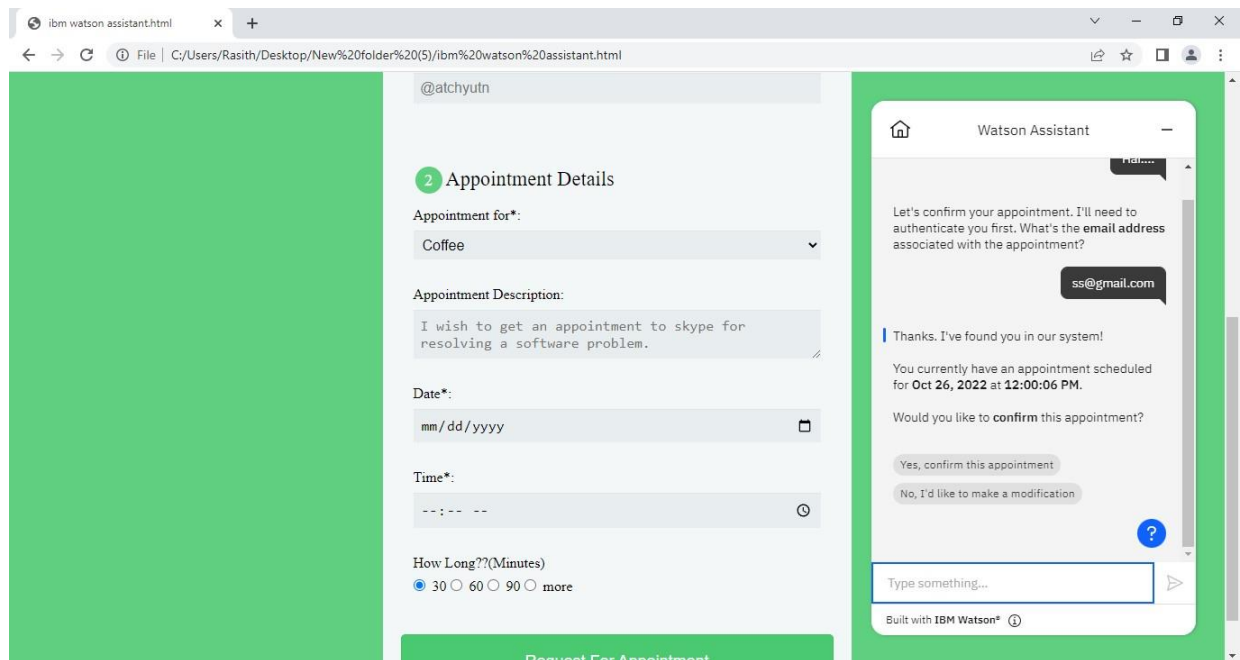 ibm watson assistant.html
File | C:/Users/Rasith/Desktop/New%20folder%20(5)/ibm%20watson%20assistant.html
@atchyutn
2 Appointment Details
Appointment for*:
Coffee
Appointment Description:
I wish to get an appointment to skype for
resolving a software problem.
Date*:
mm/dd/yyyy
Time*:
--:-- --
How Long??(Minutes)
30 60 90 more
Request For Appointment
Watson Assistant
Hai....
Let's confirm your appointment. I'll need to
authenticate you first. What's the email address
associated with the appointment?
ss@gmail.com
Thanks. I've found you in our system!
You currently have an appointment scheduled
for Oct 26, 2022 at 12:00:06 PM.
Would you like to confirm this appointment?
Yes, confirm this appointment
No, I'd like to make a modification
?
Type something...
Built with IBM Watson®